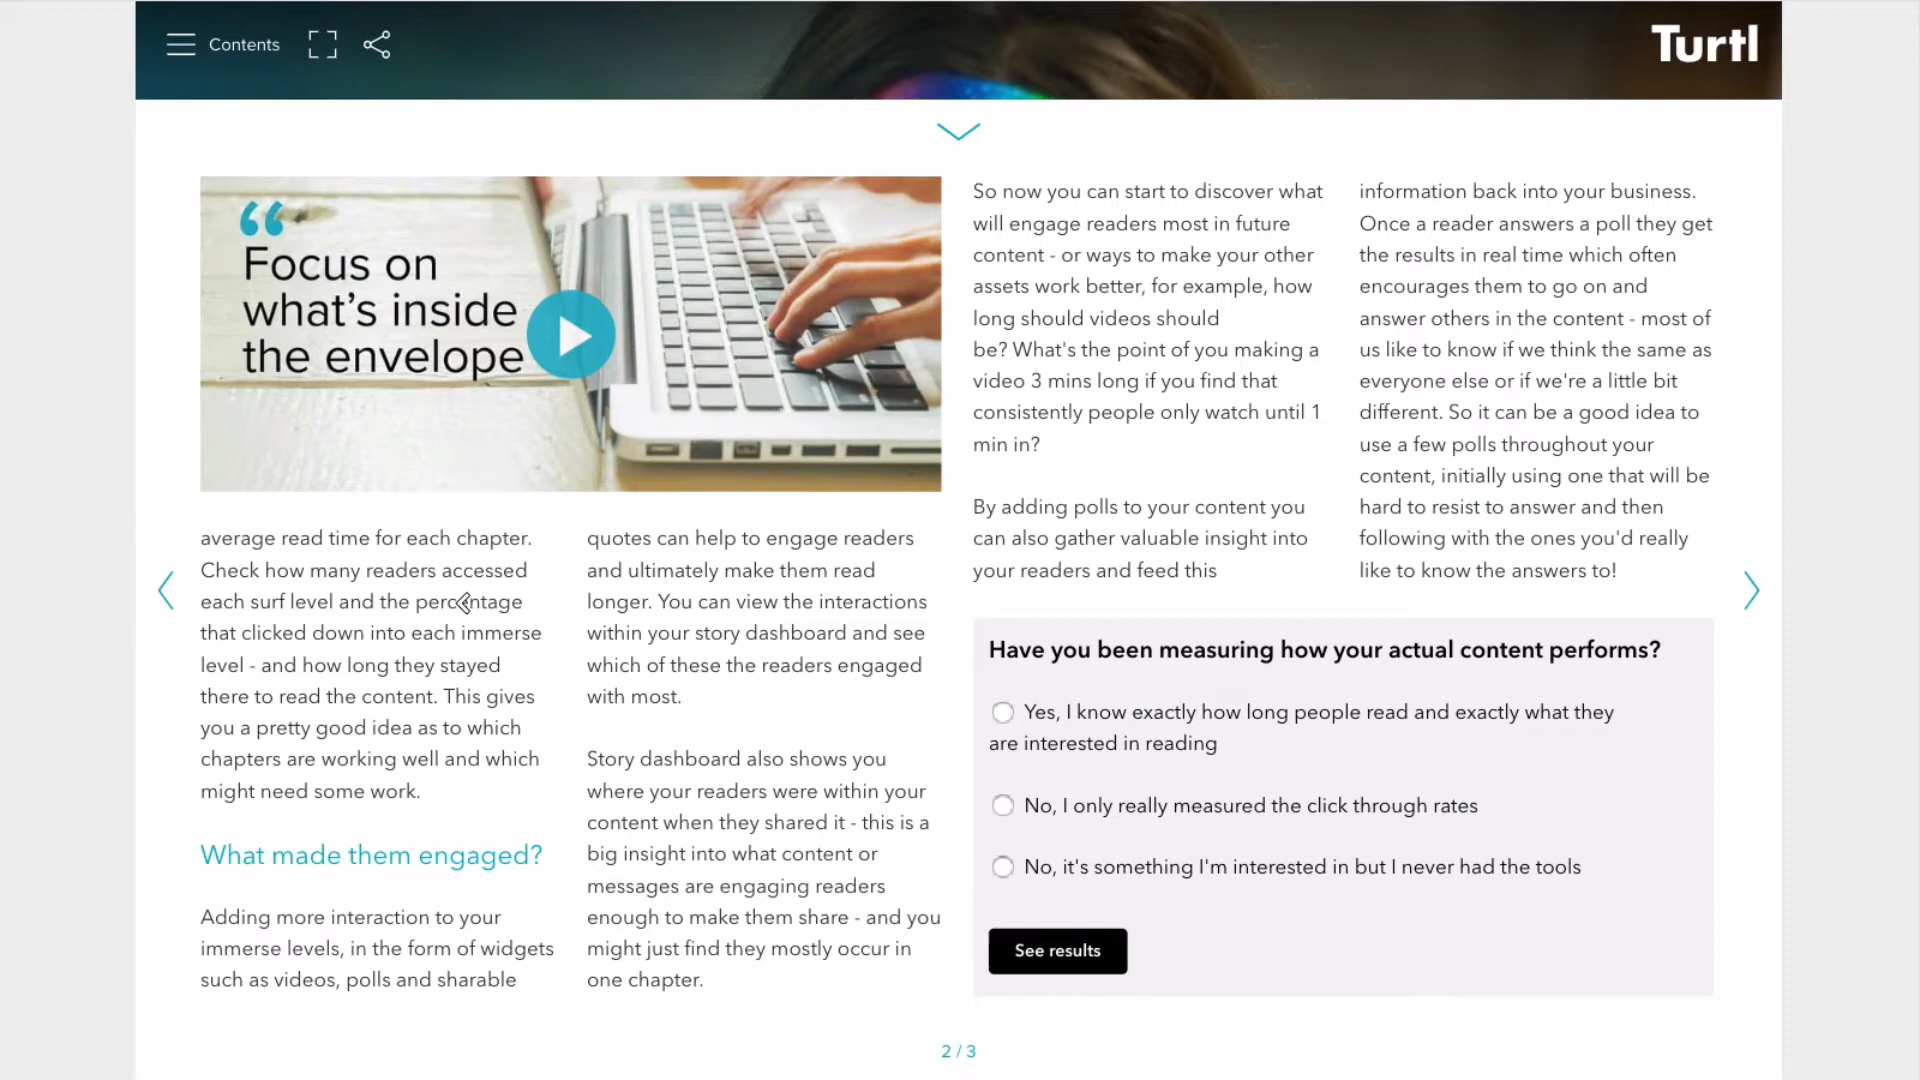 Contents
Turtl
“
Focus on
what’s inside
the envelope
average read time for each chapter.
Check how many readers accessed
each surf level and the percentage
that clicked down into each immerse
level - and how long they stayed
there to read the content. This gives
you a pretty good idea as to which
chapters are working well and which
might need some work.
What made them engaged?
Adding more interaction to your
immerse levels, in the form of widgets
such as videos, polls and sharable
quotes can help to engage readers
and ultimately make them read
longer. You can view the interactions
within your story dashboard and see
which of these the readers engaged
with most.
Story dashboard also shows you
where your readers were within your
content when they shared it - this is a
big insight into what content or
messages are engaging readers
enough to make them share - and you
might just find they mostly occur in
one chapter.
So now you can start to discover what
will engage readers most in future
content - or ways to make your other
assets work better, for example, how
long should videos should
be? What's the point of you making a
video 3 mins long if you find that
consistently people only watch until 1
min in?
By adding polls to your content you
can also gather valuable insight into
your readers and feed this
information back into your business.
Once a reader answers a poll they get
the results in real time which often
encourages them to go on and
answer others in the content - most of
us like to know if we think the same as
everyone else or if we're a little bit
different. So it can be a good idea to
use a few polls throughout your
content, initially using one that will be
hard to resist to answer and then
following with the ones you'd really
like to know the answers to!
Have you been measuring how your actual content performs?
Yes, I know exactly how long people read and exactly what they
are interested in reading
No, I only really measured the click through rates
No, it's something I'm interested in but I never had the tools
See results
2 / 3